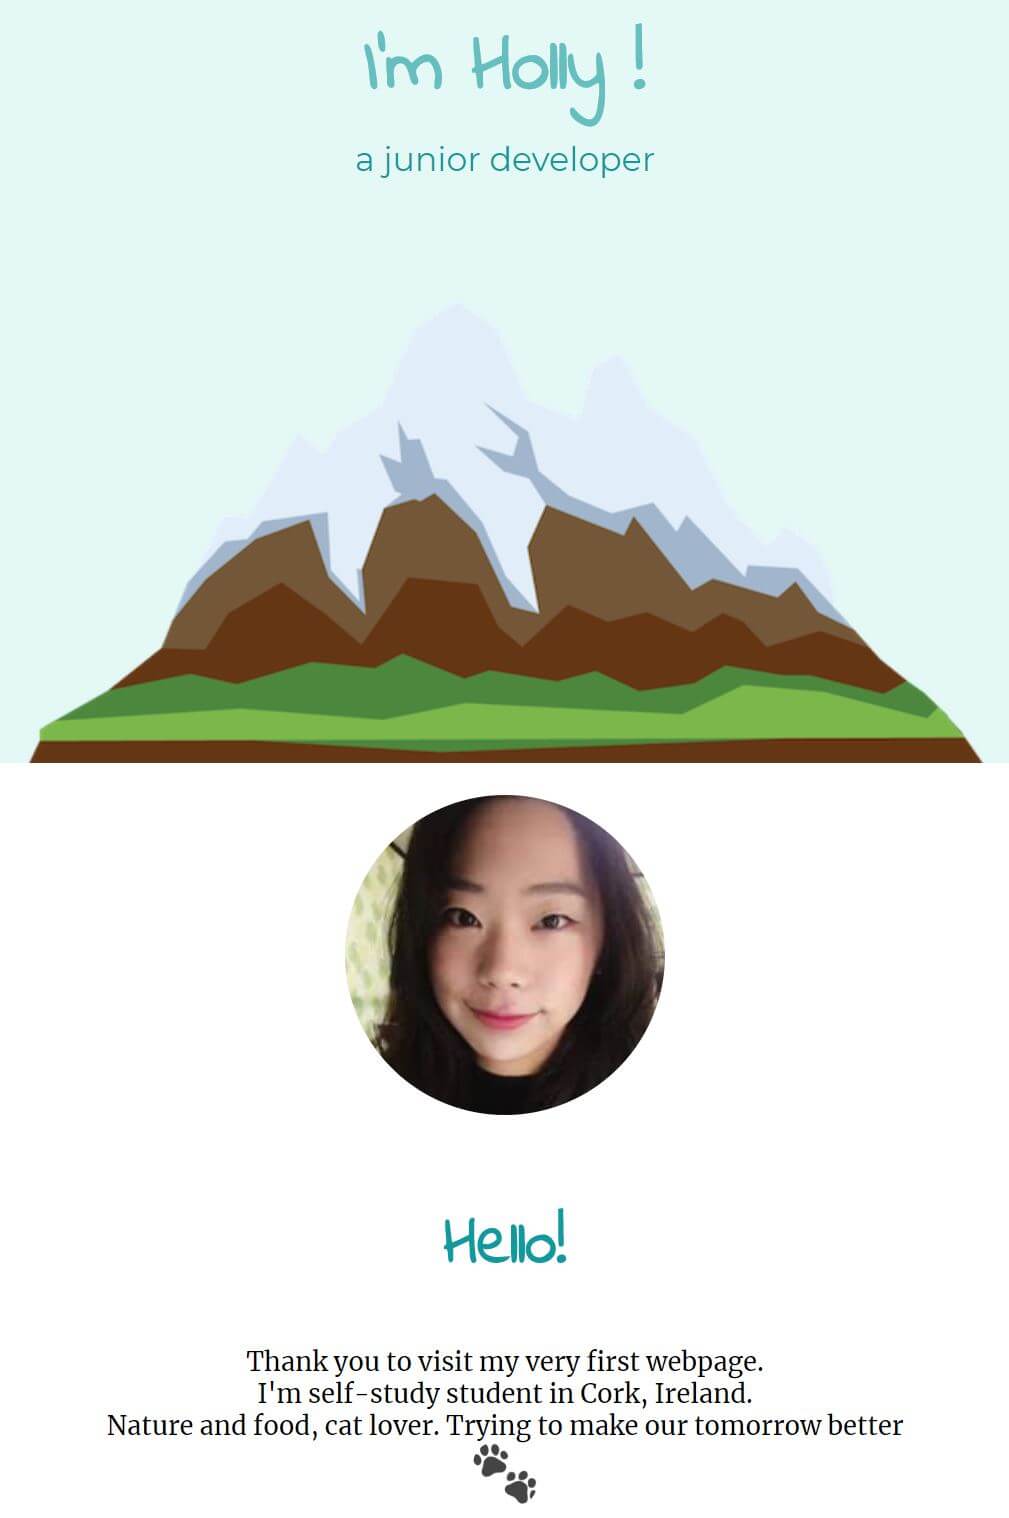 I'm Holly !
a junior developer
Hello!
Thank you to visit my very first webpage.
I'm self-study student in Cork, Ireland.
Nature and food, cat lover. Trying to make our tomorrow better